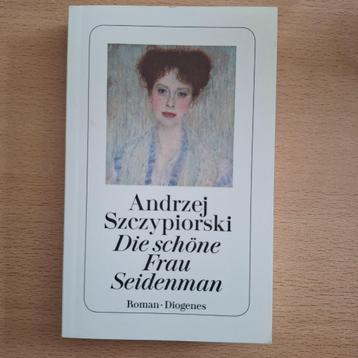 Andrzej
Szczypiorski
Die schöne
Frau
Seidenman
Roman · Diogenes